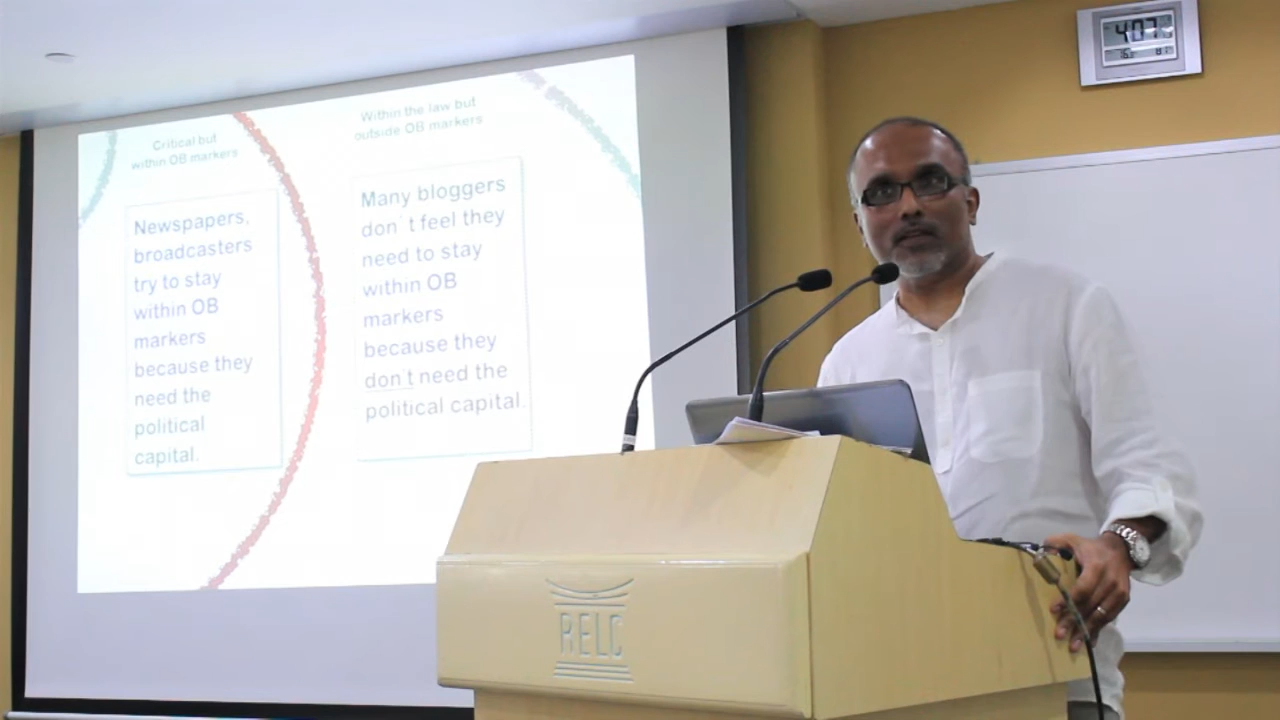 Critical but
within OB markers
Within the law but
outside OB markers
Newspapers,
broadcasters
try to stay
within OB
markers
because they
need the
political
capital.
Many bloggers
don't feel they
need to stay
within OB
markers
because they
don't need the
political capital.
4:07
RELC